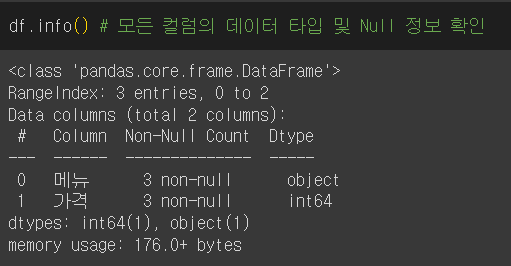 df.info() # 모든 컬럼의 데이터 타입 및 Null 정보 확인
<class 'pandas.core.frame.DataFrame'>
RangeIndex: 3 entries, 0 to 2
Data columns (total 2 columns):
 #   Column  Non-Null Count  Dtype
---  ------  --------------  -----
 0   메뉴      3 non-null      object
 1   가격      3 non-null      int64
dtypes: int64(1), object(1)
memory usage: 176.0+ bytes